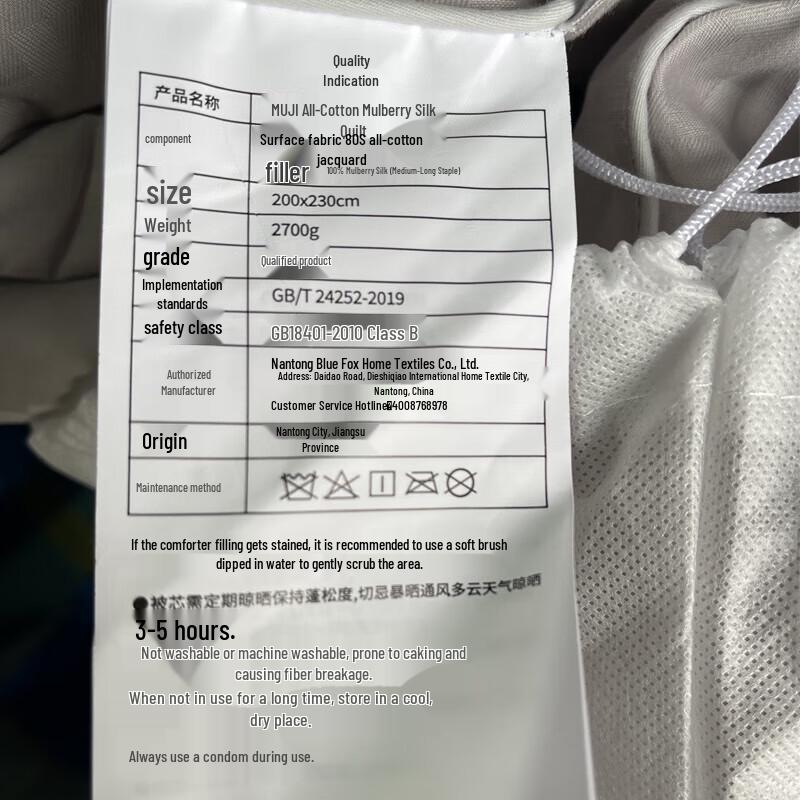 Quality
Indication
产品名称
MUJI All-Cotton Mulberry Silk
Quilt
component
Surface fabric 80S all-cotton
jacquard
filler 100% Mulberry Silk (Medium-Long Staple)
size
200x230cm
Weight
2700g
grade
Qualified product
Implementation
standards
GB/T 24252-2019
safety class
GB18401-2010 Class B
Authorized
Manufacturer
Nantong Blue Fox Home Textiles Co., Ltd.
Address: Daidao Road, Dieshiqiao International Home Textile City,
Nantong, China
Customer Service Hotline: 4008768978
Origin
Nantong City, Jiangsu
Province
Maintenance method
If the comforter filling gets stained, it is recommended to use a soft brush
dipped in water to gently scrub the area.
●被芯需定期晾晒保持蓬松度,切忌暴晒通风多云天气晾晒
3-5 hours.
Not washable or machine washable, prone to caking and
causing fiber breakage.
When not in use for a long time, store in a cool,
dry place.
Always use a condom during use.